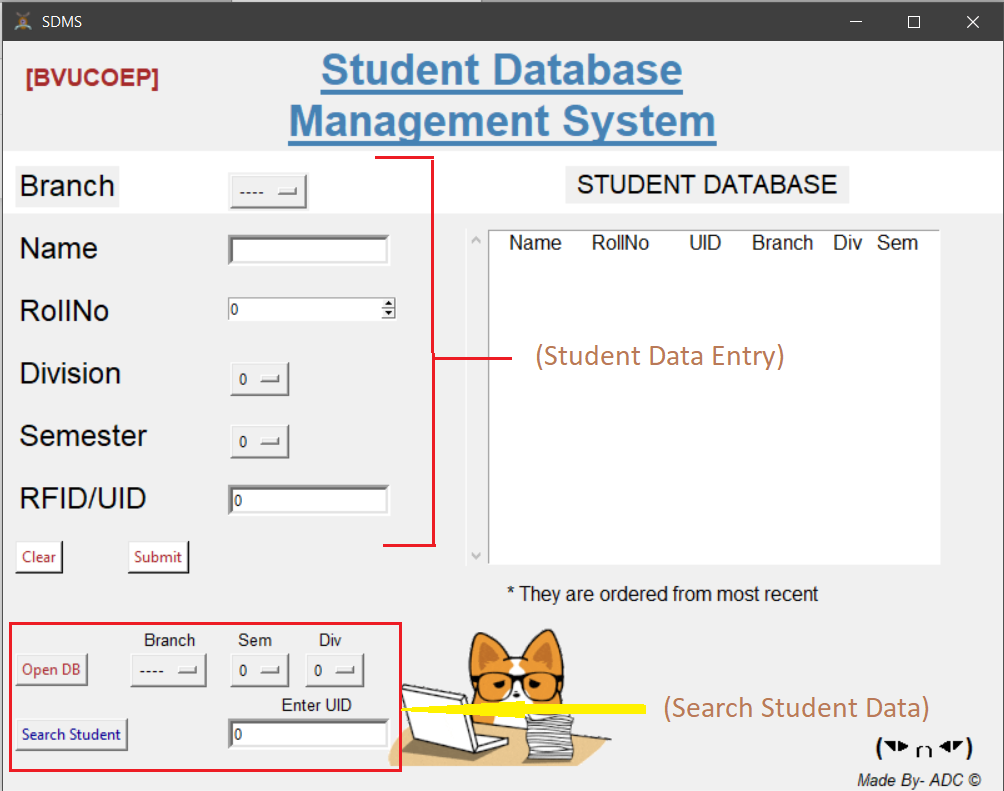 SDMS
[BVUCOEP]
Student Database
Management System
Branch
----
STUDENT DATABASE
Name
RollNo
0
Division
0
Semester
0
RFID/UID
0
Clear
Submit
Name RollNo UID Branch Div Sem
(Student Data Entry)
* They are ordered from most recent
Branch Sem Div
Open DB
----
0
0
Enter UID
Search Student
0
(Search Student Data)
Made By- ADC ©